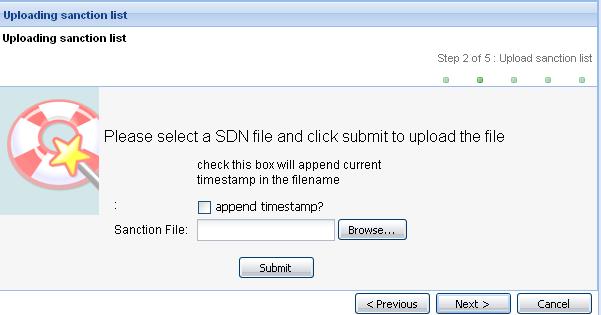 Uploading sanction list
Uploading sanction list
Step 2 of 5 : Upload sanction list
Please select a SDN file and click submit to upload the file
check this box will append current
timestamp in the filename
: append timestamp?
Sanction File: Browse...
Submit
< Previous Next > Cancel